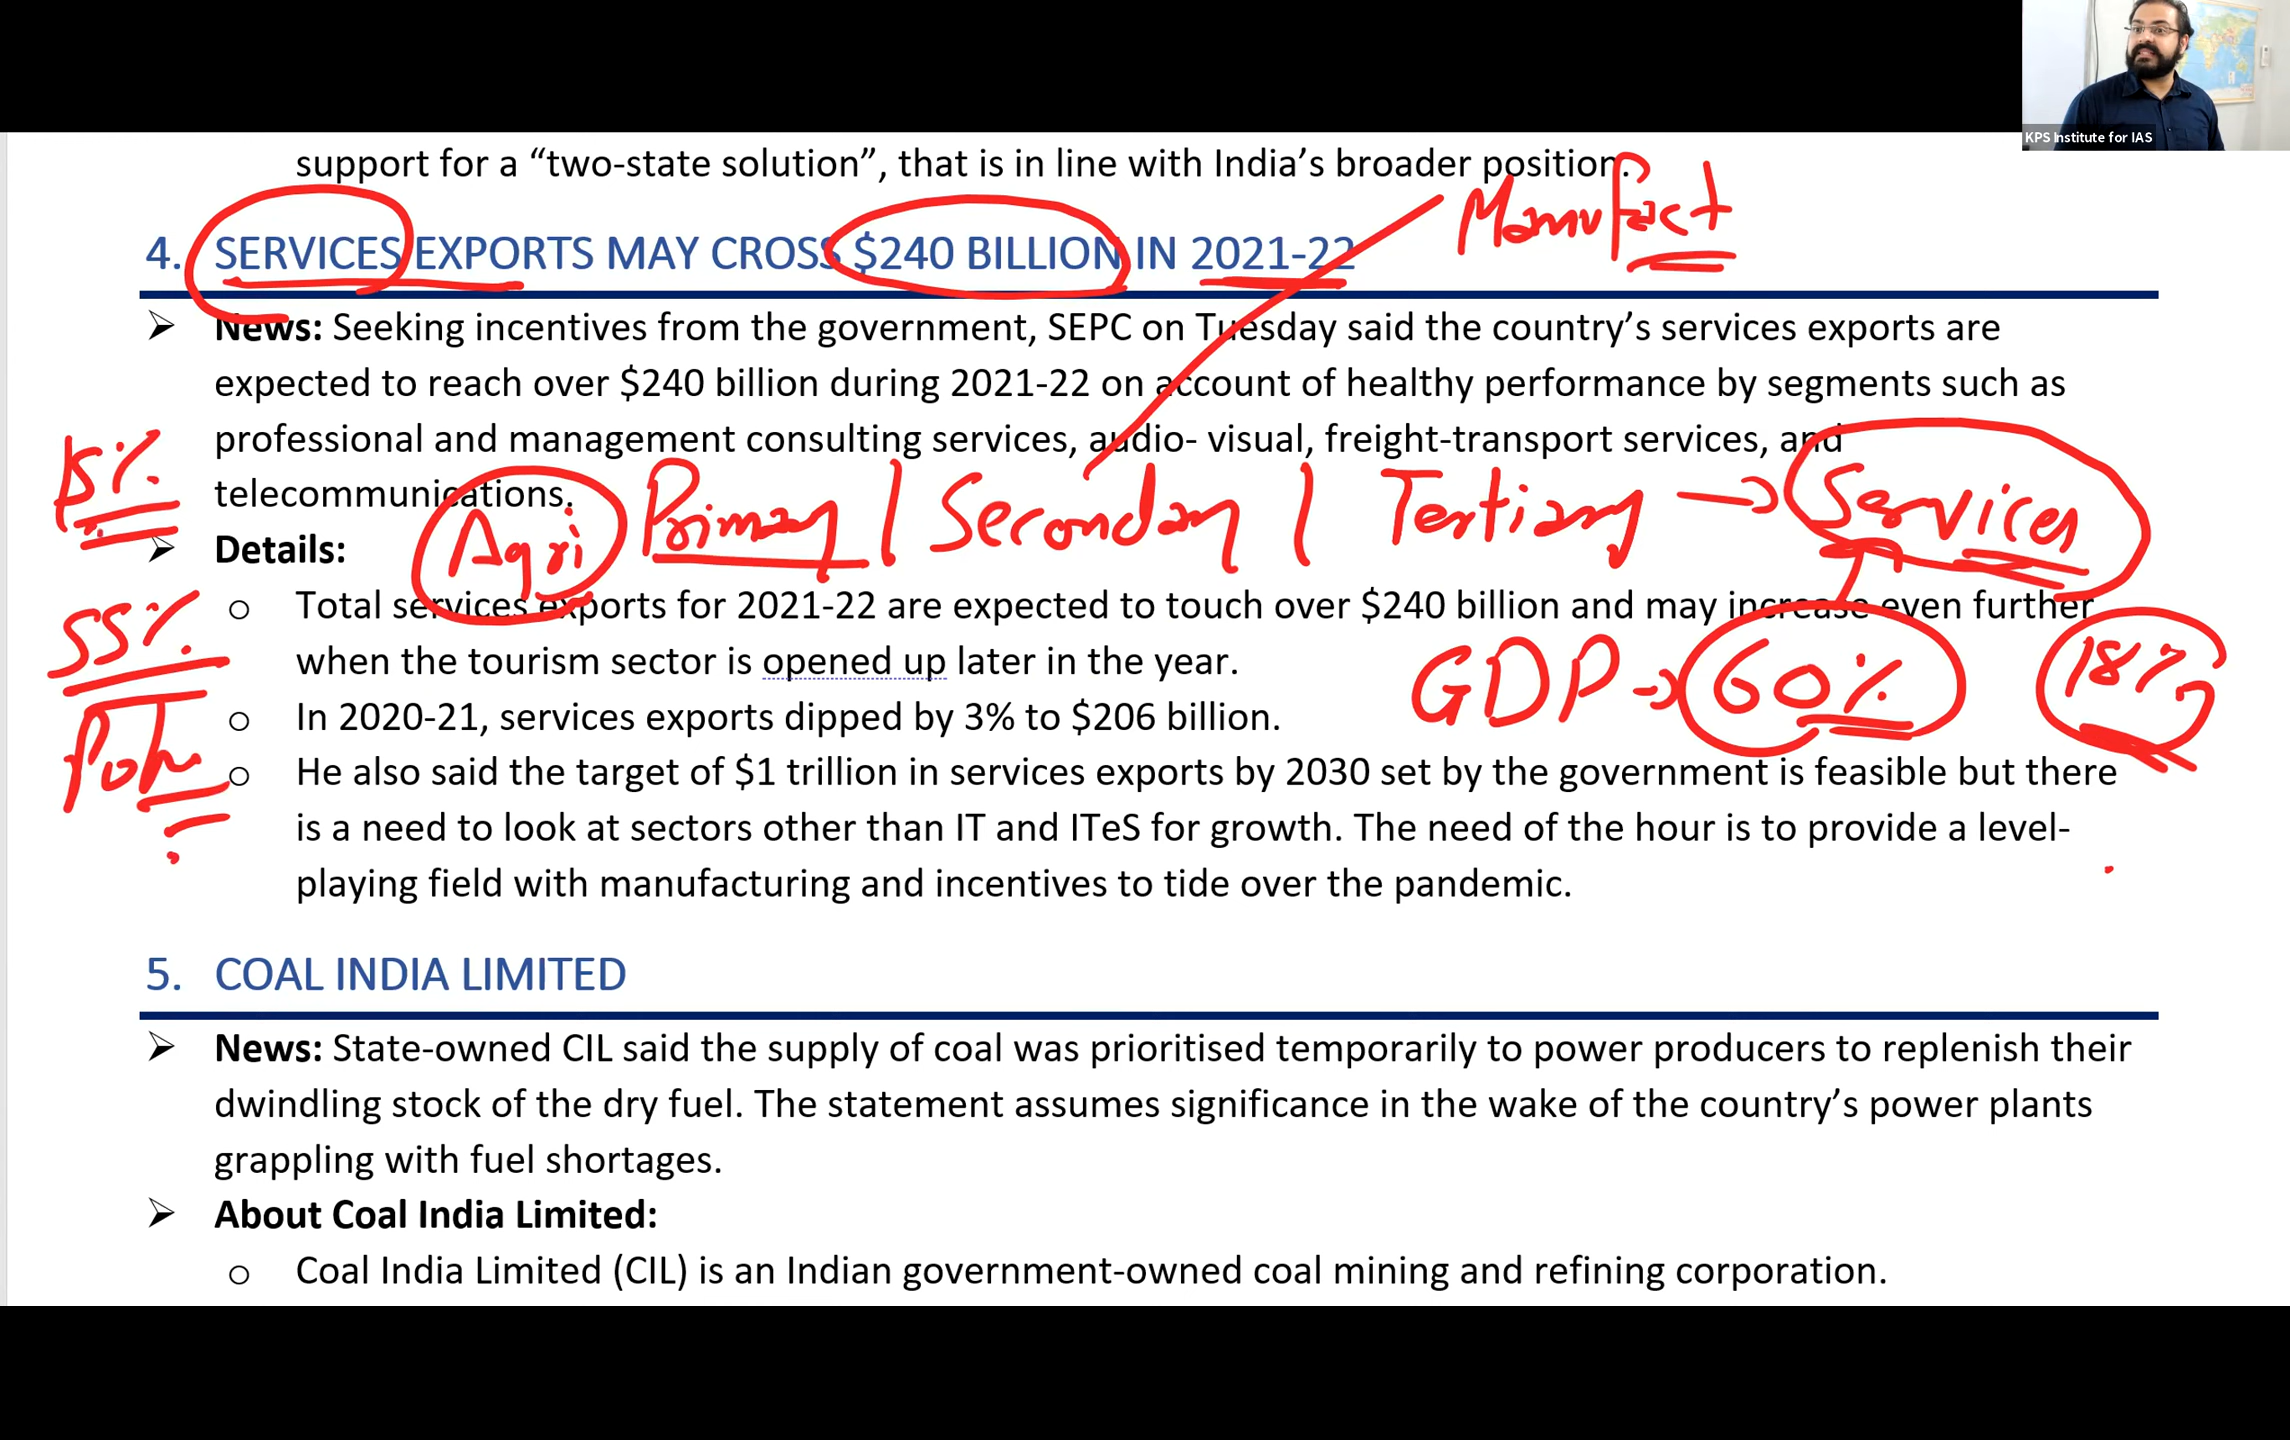 KPS Institute for IAS
support for a “two-state solution”, that is in line with India’s broader position.
Manufact
4. SERVICES EXPORTS MAY CROSS $240 BILLION IN 2021-22
➢ News: Seeking incentives from the government, SEPC on Tuesday said the country’s services exports are
expected to reach over $240 billion during 2021-22 on account of healthy performance by segments such as
professional and management consulting services, audio- visual, freight-transport services, and
telecommunications.
15%
Agri Primary | Secondary | Tertiary → Services
➢ Details:
o Total services exports for 2021-22 are expected to touch over $240 billion and may increase even further
55%
when the tourism sector is opened up later in the year.
GDP → 60% 18%
o In 2020-21, services exports dipped by 3% to $206 billion.
o He also said the target of $1 trillion in services exports by 2030 set by the government is feasible but there
is a need to look at sectors other than IT and ITeS for growth. The need of the hour is to provide a level-
playing field with manufacturing and incentives to tide over the pandemic.
5. COAL INDIA LIMITED
➢ News: State-owned CIL said the supply of coal was prioritised temporarily to power producers to replenish their
dwindling stock of the dry fuel. The statement assumes significance in the wake of the country’s power plants
grappling with fuel shortages.
➢ About Coal India Limited:
o Coal India Limited (CIL) is an Indian government-owned coal mining and refining corporation.